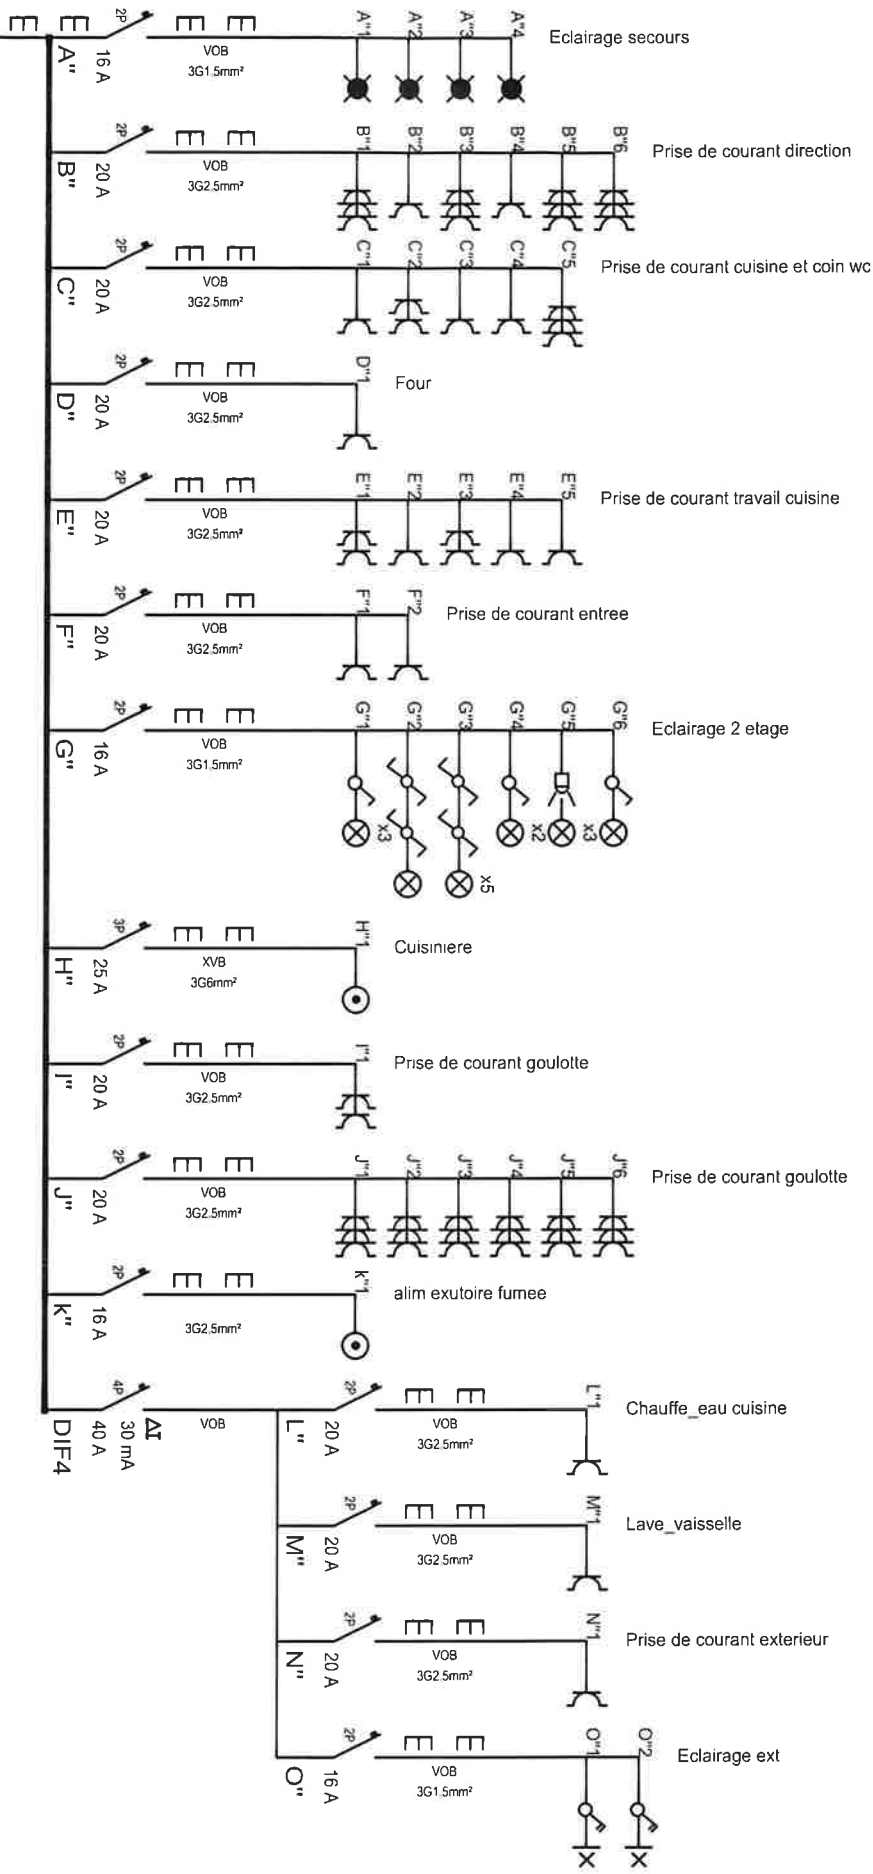 2P
A"
16 A
VOB
3G1.5mm²
A"1
A"2
A"3
A"4
Eclairage secours
2P
B"
20 A
VOB
3G2.5mm²
B"1
B"2
B"3
B"4
B"5
B"6
Prise de courant direction
2P
C"
20 A
VOB
3G2.5mm²
C"1
C"2
C"3
C"4
C"5
Prise de courant cuisine et coin wc
2P
D"
20 A
VOB
3G2.5mm²
D"1
Four
2P
E"
20 A
VOB
3G2.5mm²
E"1
E"2
E"3
E"4
E"5
Prise de courant travail cuisine
2P
F"
20 A
VOB
3G2.5mm²
F"1
F"2
Prise de courant entree
2P
G"
16 A
VOB
3G1.5mm²
G"1
G"2
G"3
G"4
G"5
G"6
x3
x5
x2
x3
Eclairage 2 etage
3P
H"
25 A
XVB
3G6mm²
H"1
Cuisiniere
2P
I"
20 A
VOB
3G2.5mm²
I"1
Prise de courant goulotte
2P
J"
20 A
VOB
3G2.5mm²
J"1
J"2
J"3
J"4
J"5
J"6
Prise de courant goulotte
2P
k"
16 A
3G2.5mm²
k"1
alim exutoire fumee
4P
DIF4
40 A
30 mA
ΔI
VOB
2P
L"
20 A
VOB
3G2.5mm²
L"1
Chauffe_eau cuisine
2P
M"
20 A
VOB
3G2.5mm²
M"1
Lave_vaisselle
2P
N"
20 A
VOB
3G2.5mm²
N"1
Prise de courant exterieur
2P
O"
16 A
VOB
3G1.5mm²
O"1
O"2
Eclairage ext